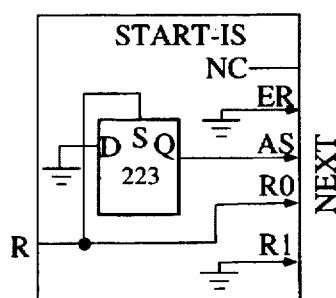 START-IS
NC
ER
D S Q
AS
223
R0
R
R1
NEXT